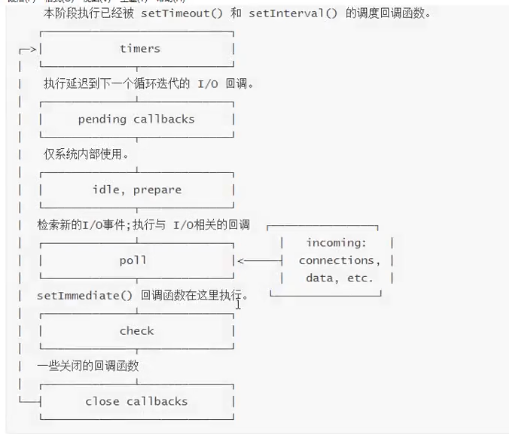 本阶段执行已经被 setTimeout() 和 setInterval() 的调度回调函数。
timers
执行延迟到下一个循环迭代的 I/O 回调。
pending callbacks
仅系统内部使用。
idle, prepare
检索新的I/O事件;执行与 I/O相关的回调
incoming:
poll
connections,
data, etc.
setImmediate() 回调函数在这里执行。
check
一些关闭的回调函数
close callbacks